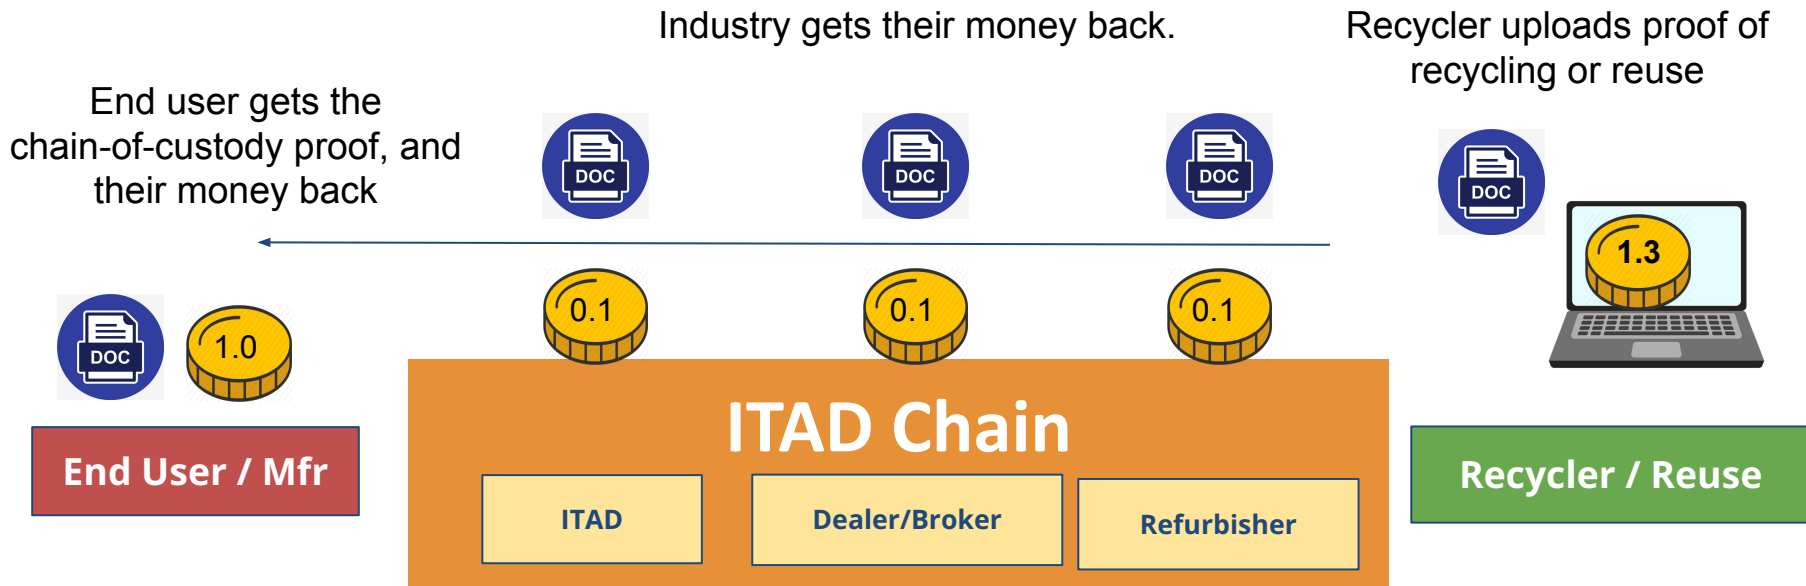 Industry gets their money back.
Recycler uploads proof of
recycling or reuse
End user gets the
chain-of-custody proof, and
their money back
DOC
DOC
DOC
DOC
1.3
0.1
0.1
0.1
DOC
1.0
ITAD Chain
End User / Mfr
Recycler / Reuse
ITAD
Dealer/Broker
Refurbisher